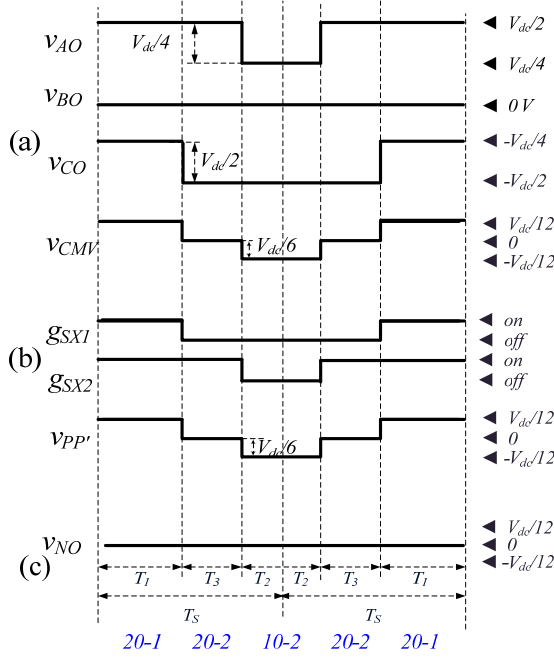 v_AO V_dc/4 V_dc/2
V_dc/4
v_BO 0 V
(a)
v_CO V_dc/2 -V_dc/4
-V_dc/2
v_CMV V_dc/6 V_dc/12
0
-V_dc/12
g_SX1 on
off
(b)
g_SX2 on
off
v_PP' V_dc/6 V_dc/12
0
-V_dc/12
v_NO V_dc/12
0
-V_dc/12
(c)
T_1 T_3 T_2 T_2 T_3 T_1
T_S T_S
20-1 20-2 10-2 20-2 20-1